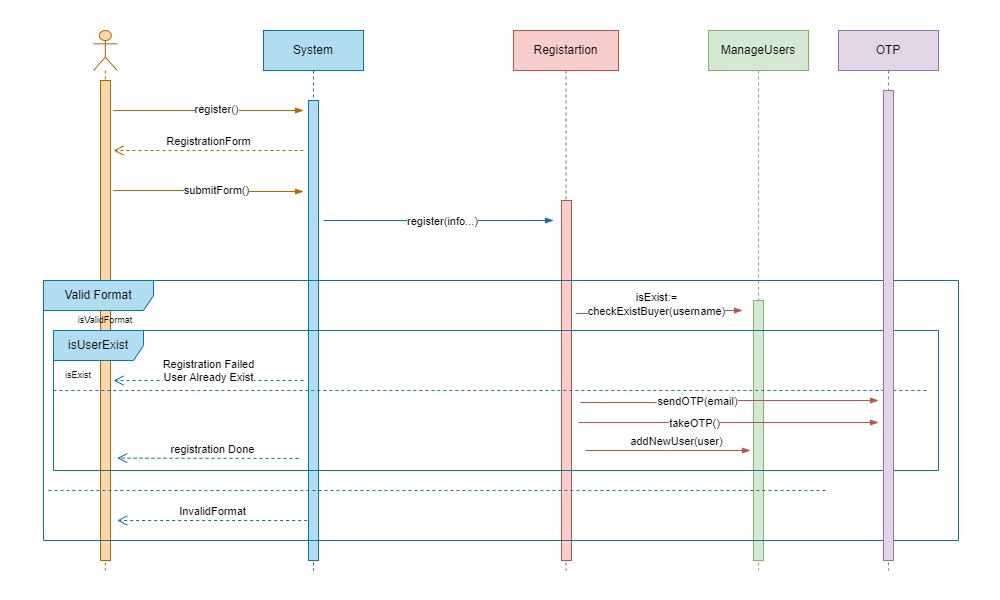 System
Registartion
ManageUsers
OTP
register()
RegistrationForm
submitForm()
register(info...)
Valid Format
isExist:=
checkExistBuyer(username)
isValidFormat
isUserExist
Registration Failed
User Already Exist
isExist
sendOTP(email)
takeOTP()
addNewUser(user)
registration Done
InvalidFormat